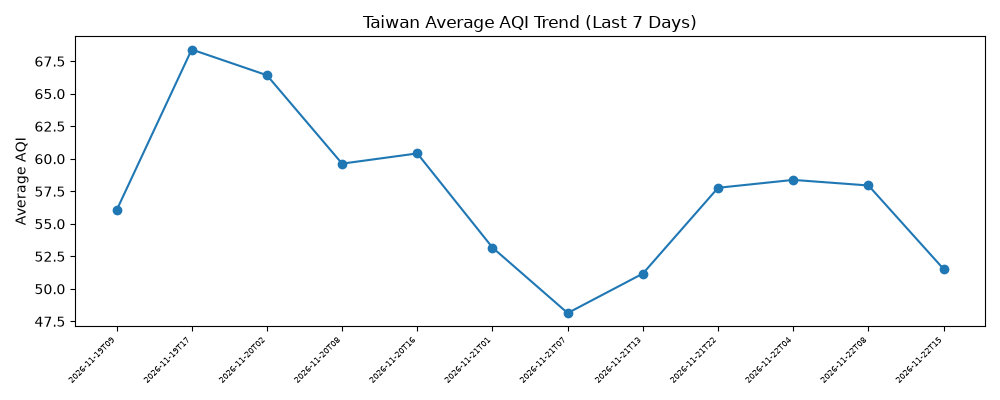 Taiwan Average AQI Trend (Last 7 Days)
Average AQI
67.5
65.0
62.5
60.0
57.5
55.0
52.5
50.0
47.5
2026-11-19T09
2026-11-19T17
2026-11-20T02
2026-11-20T08
2026-11-20T16
2026-11-21T01
2026-11-21T07
2026-11-21T13
2026-11-21T22
2026-11-22T04
2026-11-22T08
2026-11-22T15